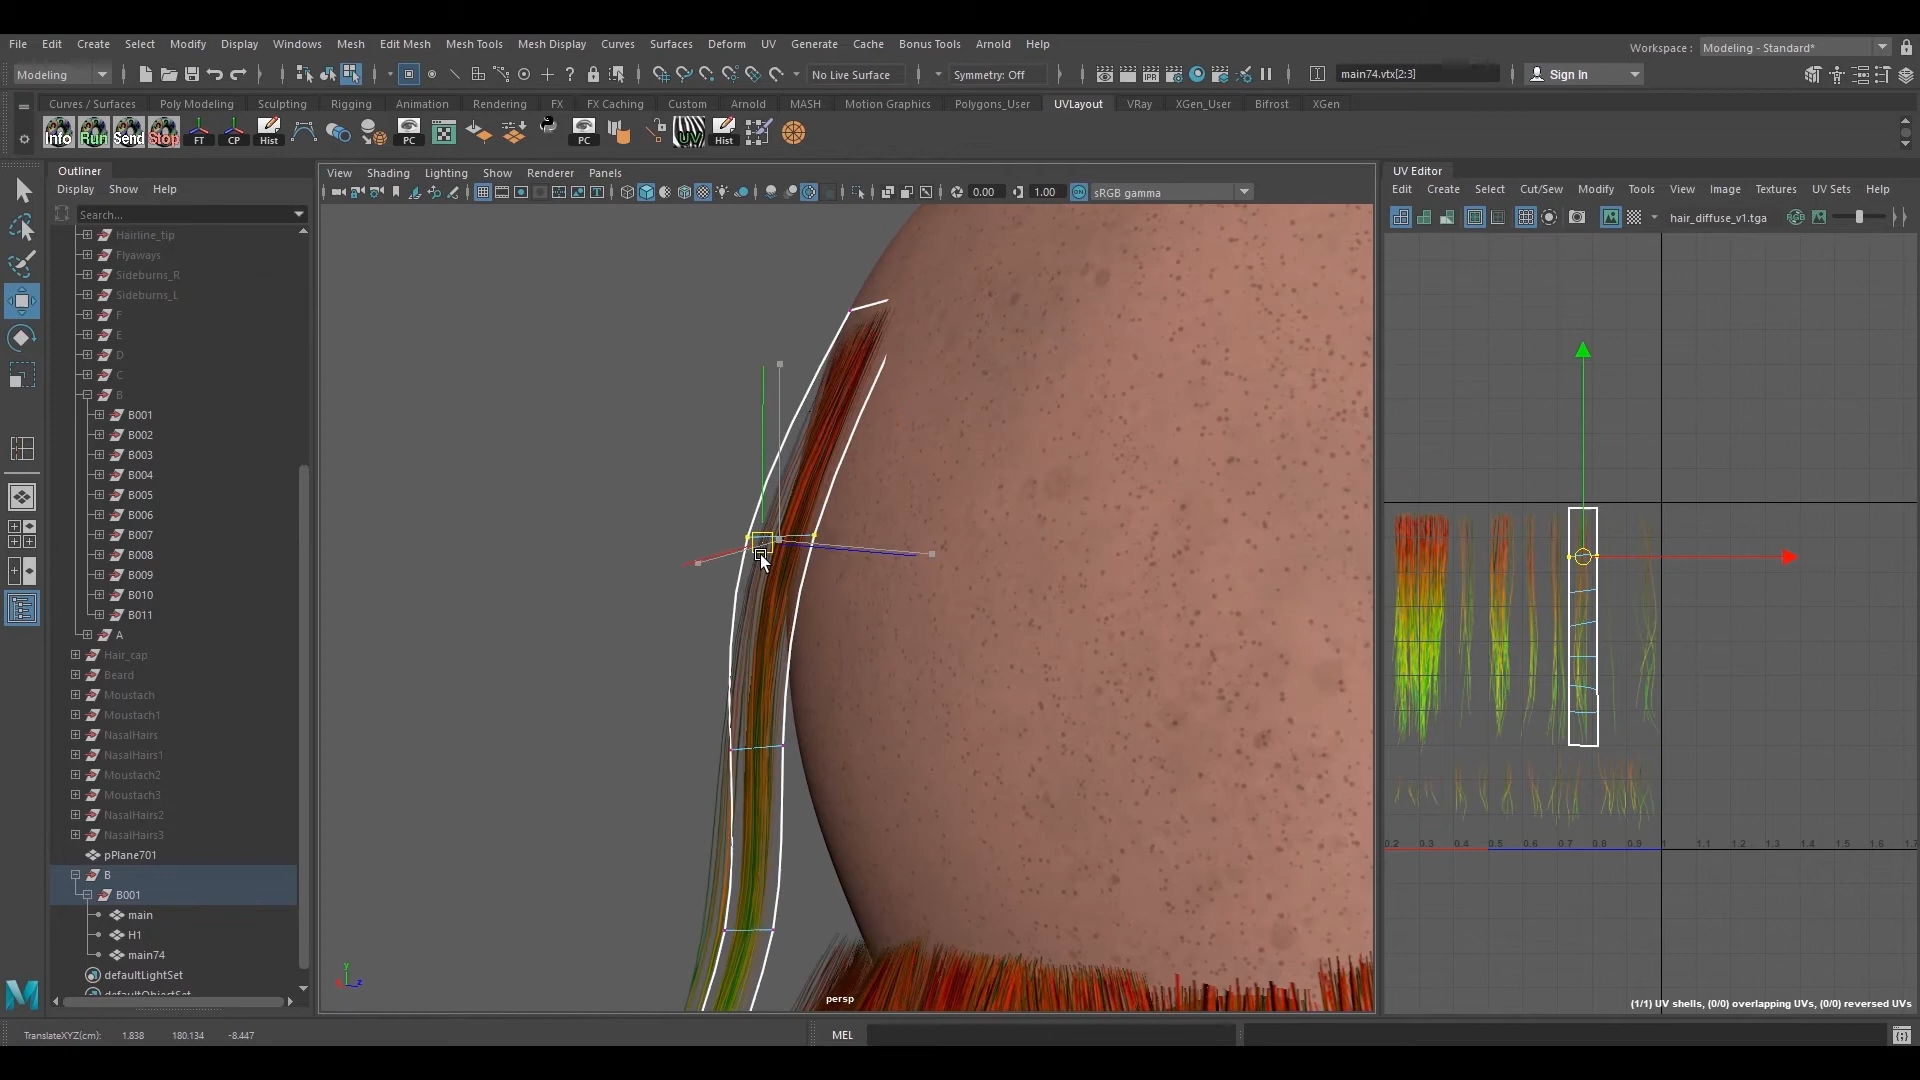 File Edit Create Select Modify Display Windows Mesh Edit Mesh Mesh Tools Mesh Display Curves Surfaces Deform UV Generate Cache Bonus Tools Arnold Help
Workspace : Modeling - Standard*
Modeling
No Live Surface
Symmetry: Off
main74.vtx[2:3]
Sign In
Curves / Surfaces Poly Modeling Sculpting Rigging Animation Rendering FX FX Caching Custom Arnold MASH Motion Graphics Polygons_User UVLayout VRay XGen_User Bifrost XGen
Info Run Send Stop FT CP Hist PC PC UV Hist
Outliner
Display Show Help
Search...
Hairline_tip
Flyaways
Sideburns_R
Sideburns_L
F
E
D
C
B
B001
B002
B003
B004
B005
B006
B007
B008
B009
B010
B011
A
Hair_cap
Beard
Moustach
Moustach1
NasalHairs
NasalHairs1
Moustach2
Moustach3
NasalHairs2
NasalHairs3
pPlane701
B
B001
main
H1
main74
defaultLightSet
defaultObjectSet
View Shading Lighting Show Renderer Panels
IPR
0.00 1.00 ON sRGB gamma
persp
y
z
UV Editor
Edit Create Select Cut/Sew Modify Tools View Image Textures UV Sets Help
hair_diffuse_v1.tga
RGB
0.2 0.3 0.4 0.5 0.6 0.7 0.8 0.9 1 1.1 1.2 1.3 1.4 1.5 1.6 1.7
(1/1) UV shells, (0/0) overlapping UVs, (0/0) reversed UVs
TranslateXYZ(cm): 1.838 180.134 -8.447
MEL